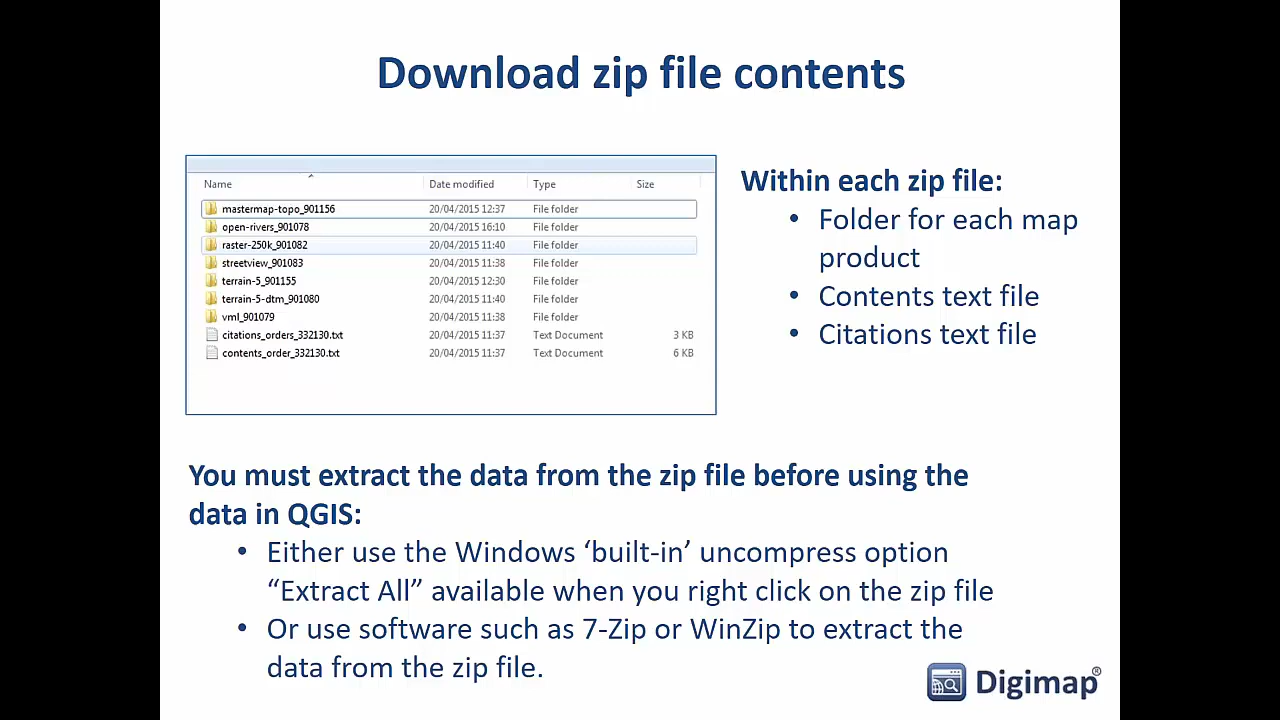 Download zip file contents
Name Date modified Type Size
mastermap-topo_901156 20/04/2015 12:37 File folder
open-rivers_901078 20/04/2015 16:10 File folder
raster-250k_901082 20/04/2015 11:40 File folder
streetview_901083 20/04/2015 11:38 File folder
terrain-5_901155 20/04/2015 12:30 File folder
terrain-5-dtm_901080 20/04/2015 11:40 File folder
vml_901079 20/04/2015 11:38 File folder
citations_orders_332130.txt 20/04/2015 11:37 Text Document 3 KB
contents_order_332130.txt 20/04/2015 11:37 Text Document 6 KB
Within each zip file:
• Folder for each map
product
• Contents text file
• Citations text file
You must extract the data from the zip file before using the
data in QGIS:
• Either use the Windows ‘built-in’ uncompress option
“Extract All” available when you right click on the zip file
• Or use software such as 7-Zip or WinZip to extract the
data from the zip file.
Digimap®